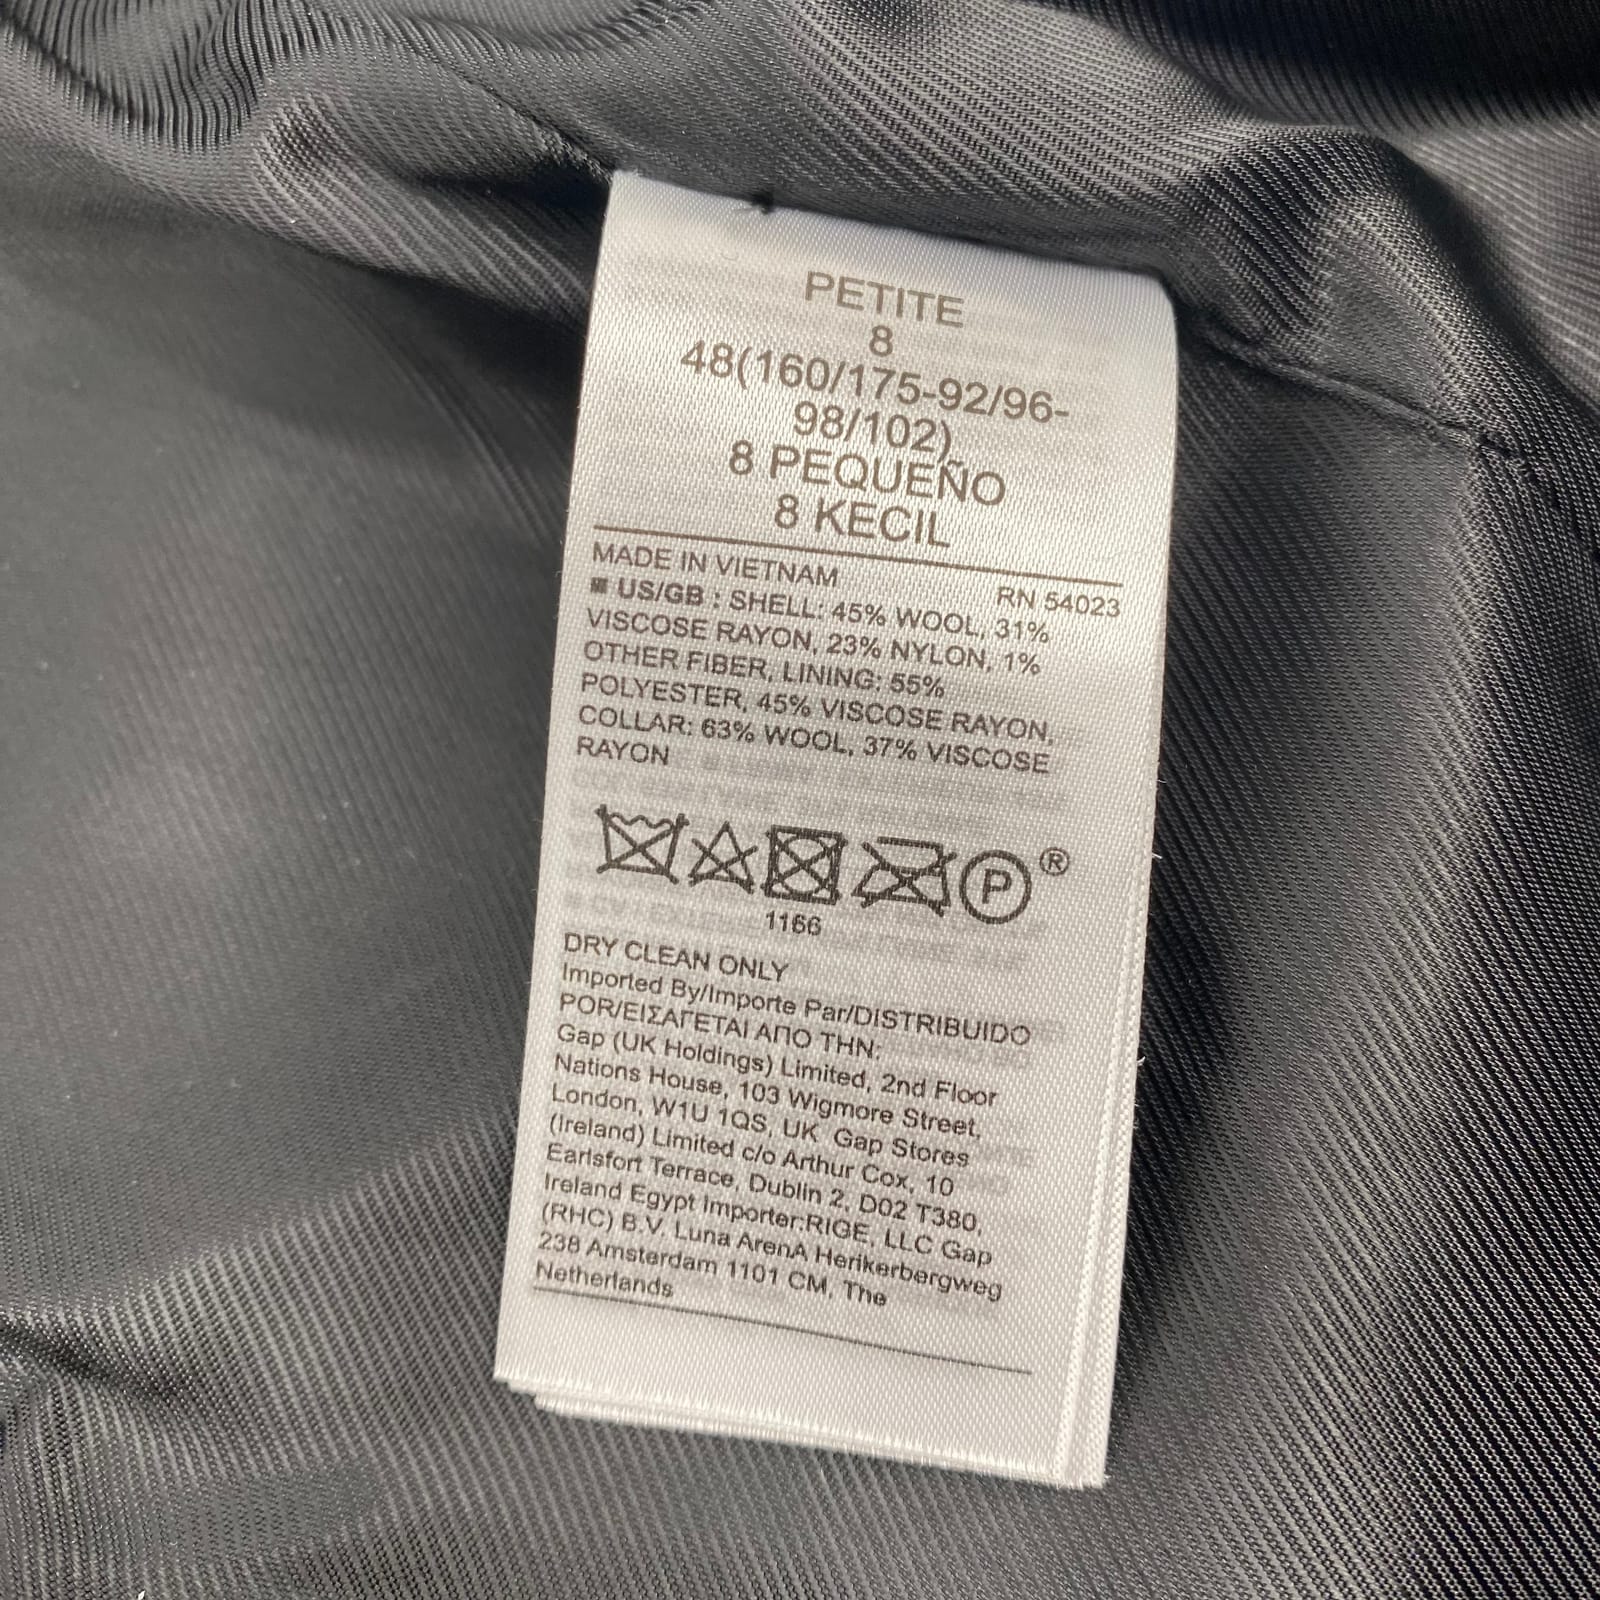 PETITE
8
48(160/175-92/96-
98/102)
8 PEQUEÑO
8 KECIL
MADE IN VIETNAM
RN 54023
US/GB : SHELL: 45% WOOL, 31%
VISCOSE RAYON, 23% NYLON, 1%
OTHER FIBER, LINING: 55%
POLYESTER, 45% VISCOSE RAYON,
COLLAR: 63% WOOL, 37% VISCOSE
RAYON
P ®
1166
DRY CLEAN ONLY
Imported By/Importe Par/DISTRIBUIDO
POR/ΕΙΣΑΓΕΤΑΙ ΑΠΟ ΤΗΝ:
Gap (UK Holdings) Limited, 2nd Floor
Nations House, 103 Wigmore Street,
London, W1U 1QS, UK Gap Stores
(Ireland) Limited c/o Arthur Cox, 10
Earlsfort Terrace, Dublin 2, D02 T380,
Ireland Egypt Importer:RIGE, LLC Gap
(RHC) B.V. Luna ArenA Herikerbergweg
238 Amsterdam 1101 CM, The
Netherlands